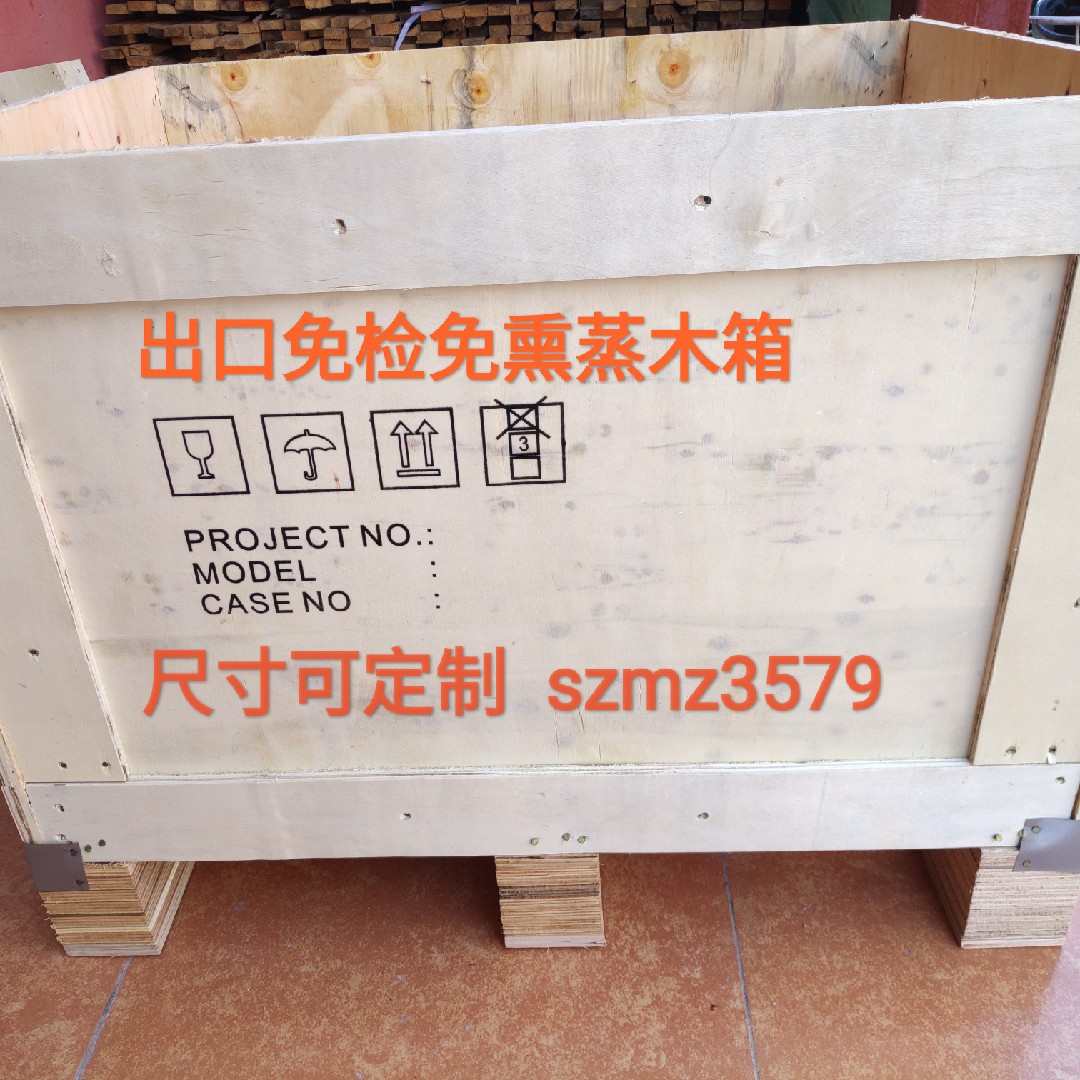 出口免检免熏蒸木箱
3
PROJECT NO.:
MODEL :
CASE NO :
尺寸可定制 szmz3579